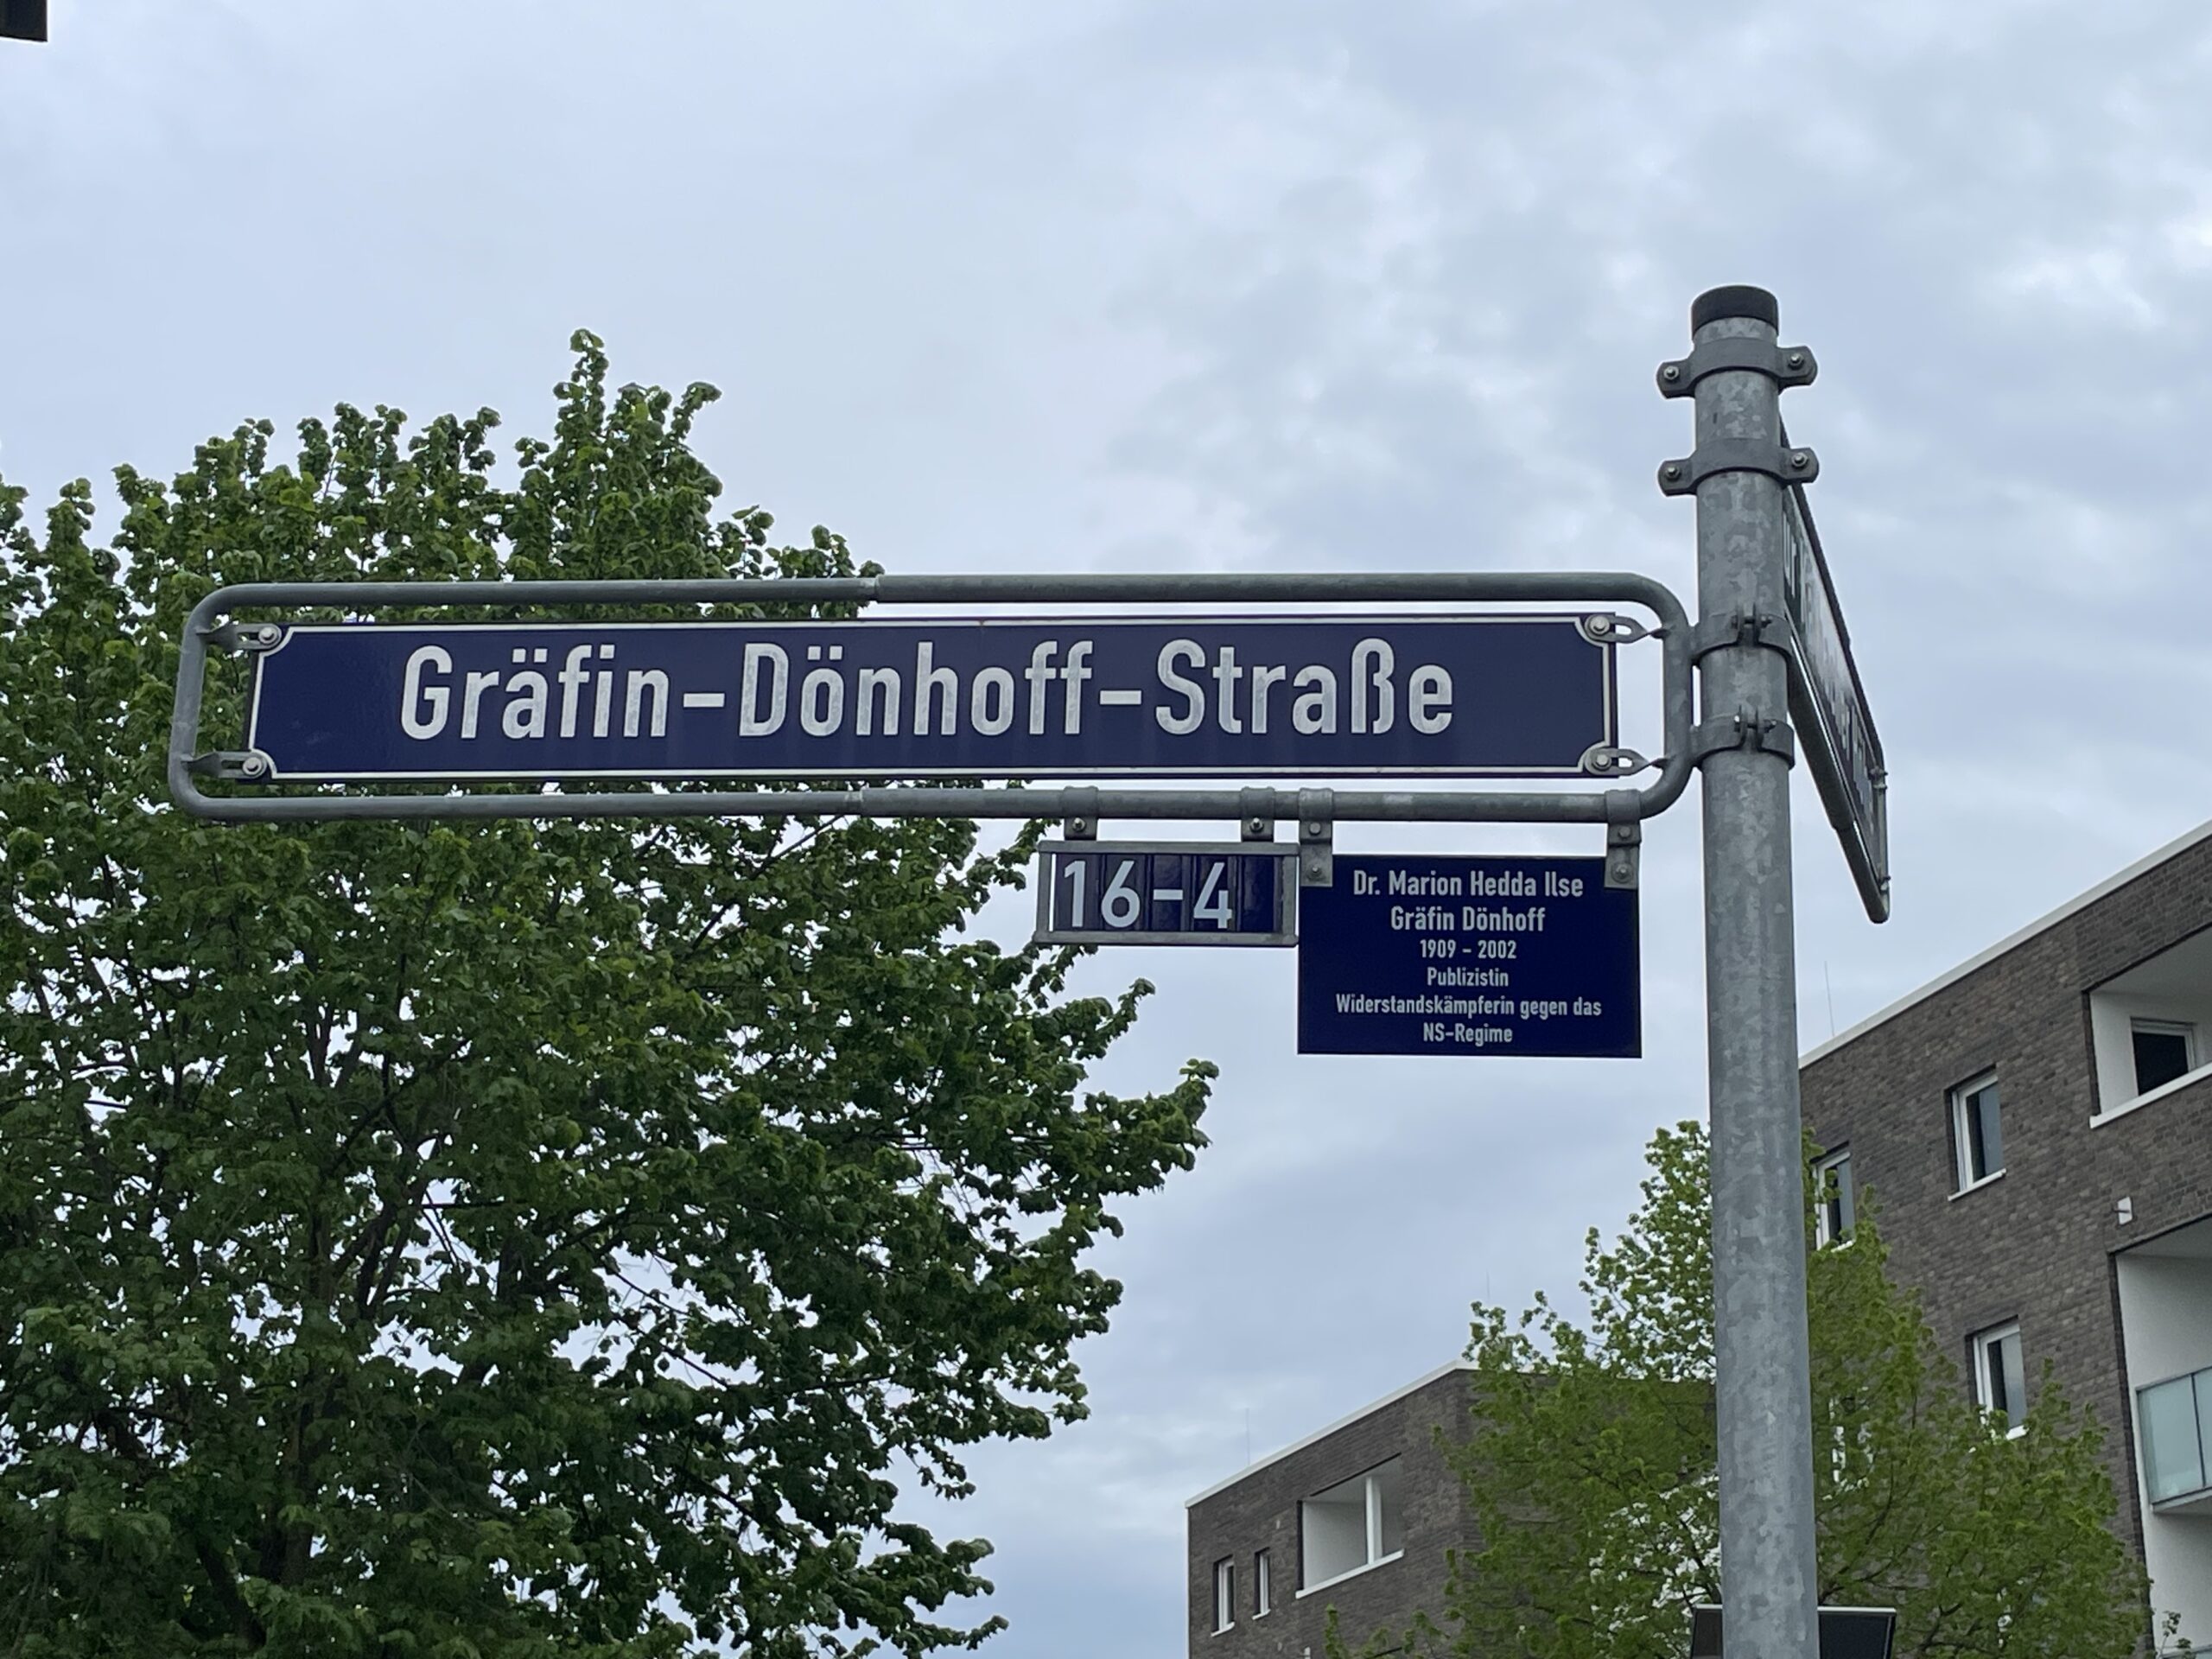 Gräfin-Dönhoff-Straße
16-4
Dr. Marion Hedda Ilse
Gräfin Dönhoff
1909 - 2002
Publizistin
Widerstandskämpferin gegen das
NS-Regime